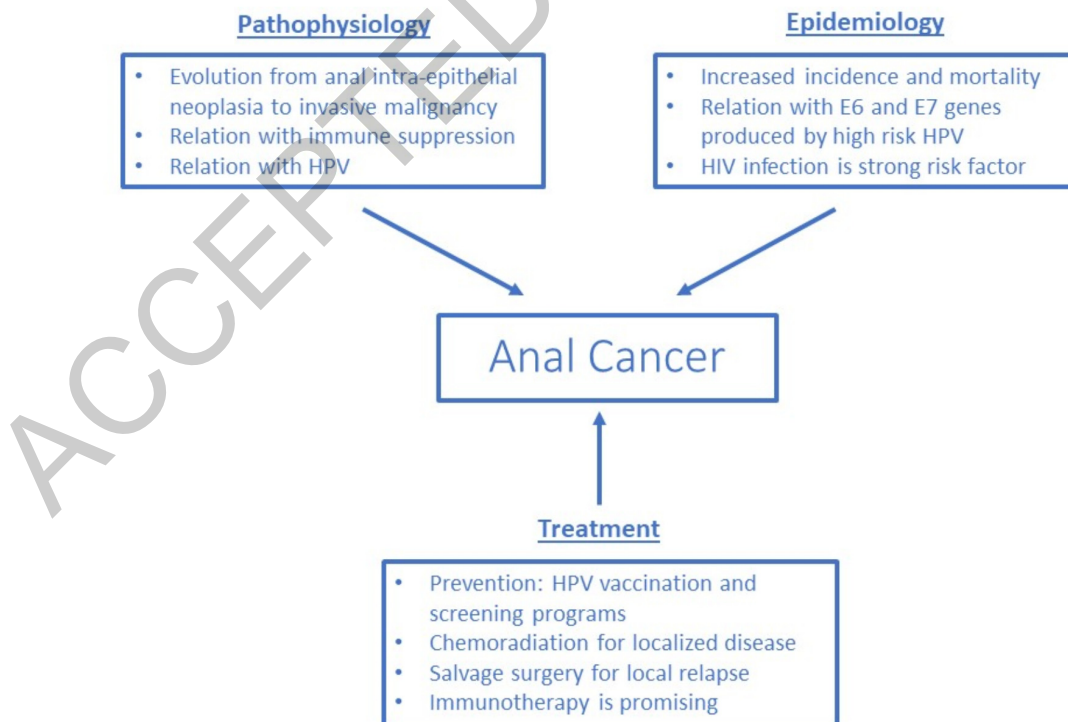 Pathophysiology
• Evolution from anal intra-epithelial
neoplasia to invasive malignancy
• Relation with immune suppression
• Relation with HPV
Epidemiology
• Increased incidence and mortality
• Relation with E6 and E7 genes
produced by high risk HPV
• HIV infection is strong risk factor
Anal Cancer
Treatment
• Prevention: HPV vaccination and
screening programs
• Chemoradiation for localized disease
• Salvage surgery for local relapse
• Immunotherapy is promising
ACCEPTED